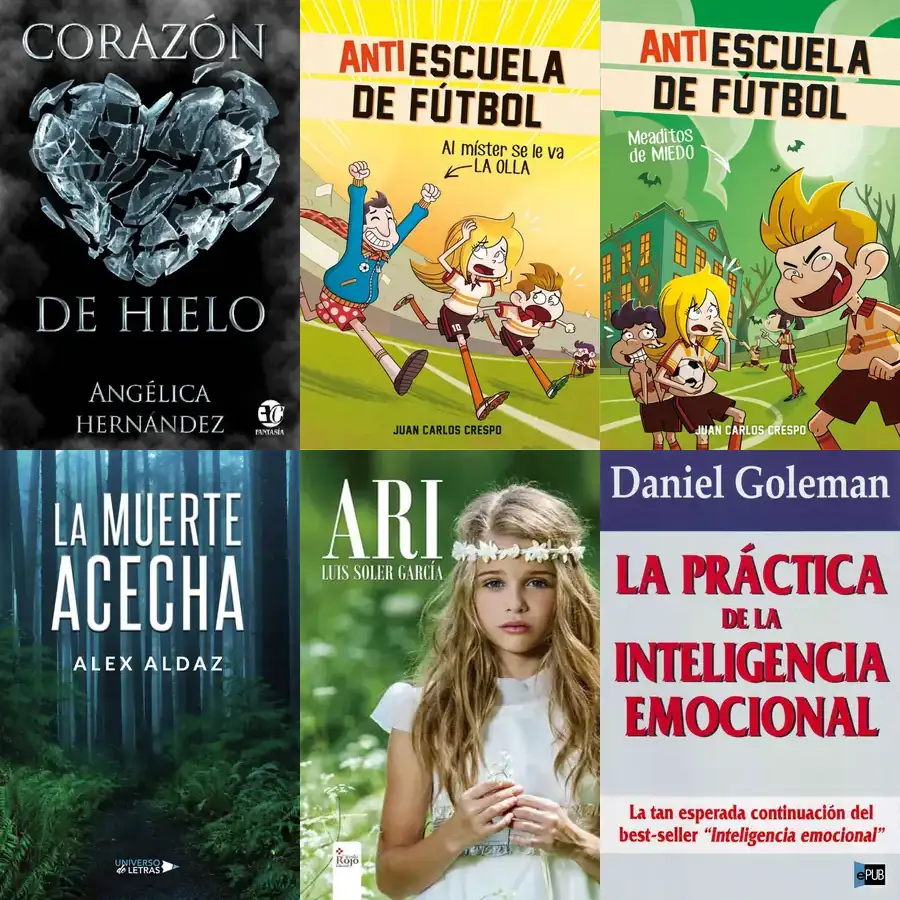 CORAZÓN
DE HIELO
ANGÉLICA
HERNÁNDEZ
FANTASÍA
ANTIESCUELA
DE FÚTBOL
Al míster se le va
LA OLLA
10
JUAN CARLOS CRESPO
ANTIESCUELA
DE FÚTBOL
Meaditos
de MIEDO
JUAN CARLOS CRESPO
LA MUERTE
ACECHA
ALEX ALDAZ
UNIVERSO
de LETRAS
ARI
LUIS SOLER GARCÍA
Rojo
Daniel Goleman
LA PRÁCTICA
DE LA
INTELIGENCIA
EMOCIONAL
La tan esperada continuación del
best-seller “Inteligencia emocional”
ePUB